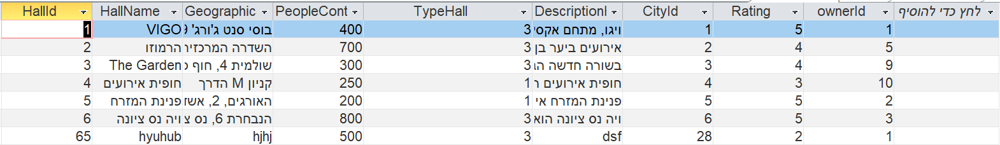 HallId HallName Geographic PeopleCont TypeHall DescriptionI CityId Rating ownerId לחץ כדי להוסיף
1 VIGO בוסי סנט ג'ורג' 9 400 3 ויגו, מתחם אקסי 1 5 1
2 הרמוזו השדרה המרכזית 700 3 אירועים ביער בן 2 4 5
3 The Garden שולמית 4, חוף 300 3 בשורה חדשה הג 3 4 9
4 חופית אירועים קניון M הדרך 250 1 חופית אירועים 4 3 10
5 פנינת המזרח האורגים, 2, אשד 200 1 פנינת המזרח אי 5 5 2
6 ויה נס ציונה הנבחרת 6, נס צ 800 3 ויה נס ציונה הוא 6 5 3
65 hyuhub hjhj 500 3 dsf 28 2 1